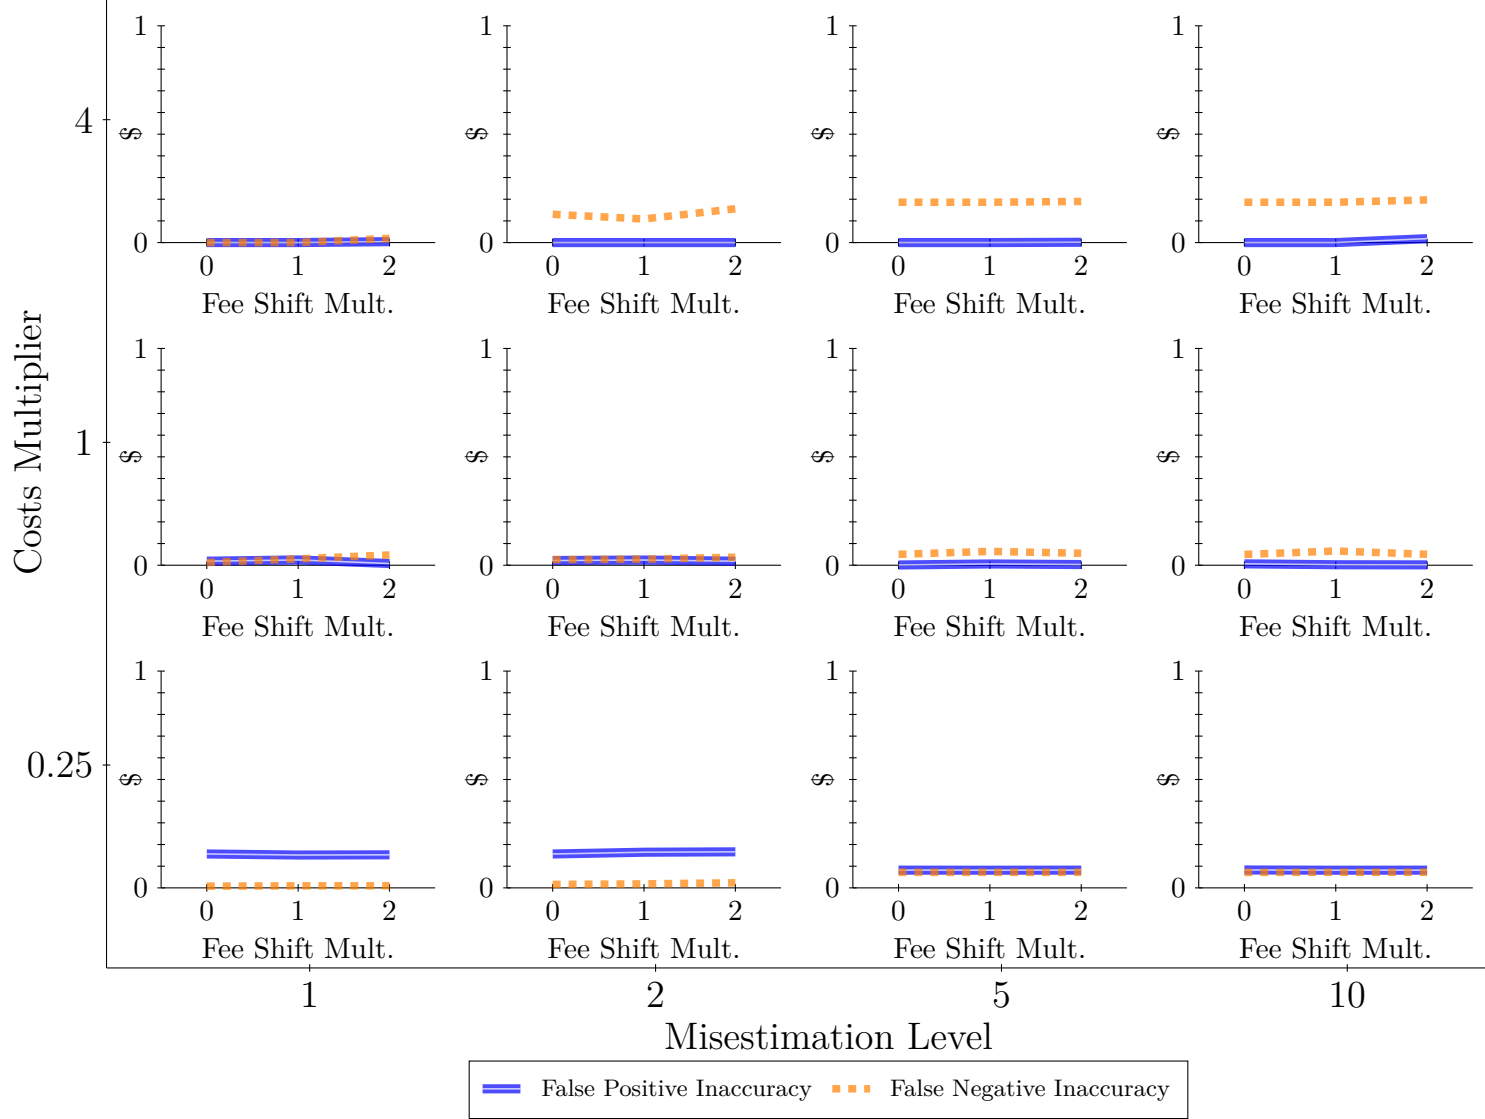 Costs Multiplier
4
1
$
0
0 1 2
Fee Shift Mult.
1
$
0
0 1 2
Fee Shift Mult.
1
$
0
0 1 2
Fee Shift Mult.
1
$
0
0 1 2
Fee Shift Mult.
1
1
$
0
0 1 2
Fee Shift Mult.
1
$
0
0 1 2
Fee Shift Mult.
1
$
0
0 1 2
Fee Shift Mult.
1
$
0
0 1 2
Fee Shift Mult.
0.25
1
$
0
0 1 2
Fee Shift Mult.
1
$
0
0 1 2
Fee Shift Mult.
1
$
0
0 1 2
Fee Shift Mult.
1
$
0
0 1 2
Fee Shift Mult.
1 2 5 10
Misestimation Level
False Positive Inaccuracy False Negative Inaccuracy